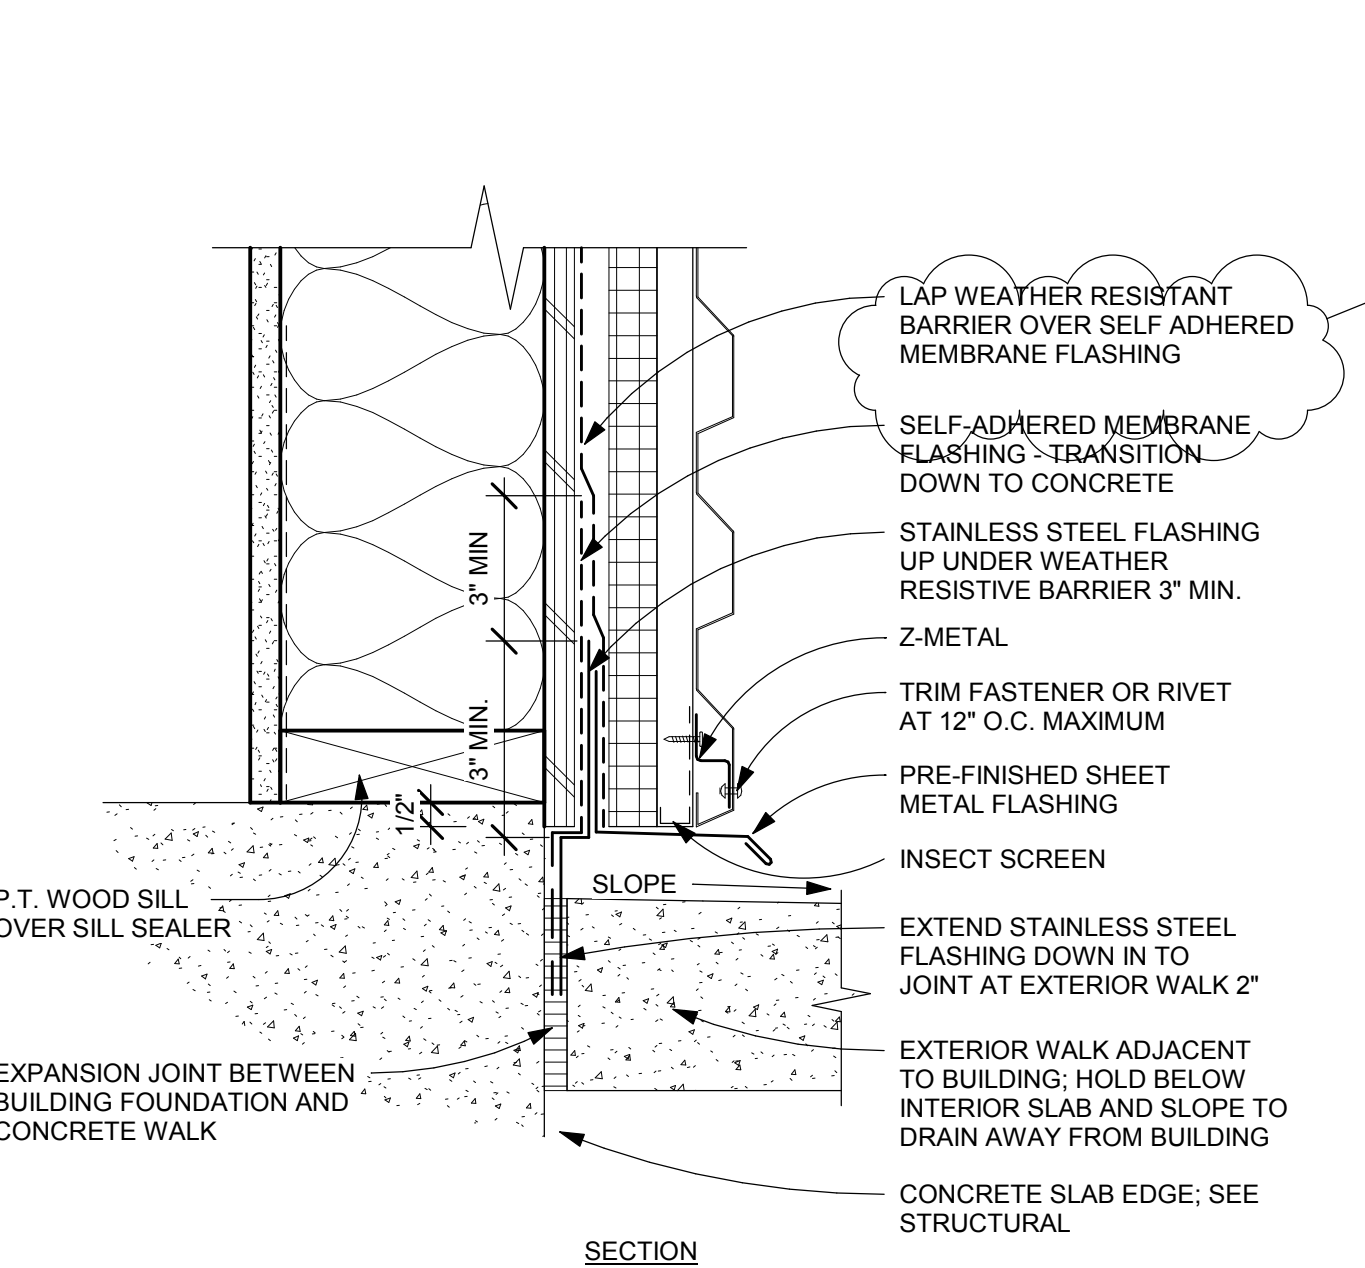 LAP WEATHER RESISTANT
BARRIER OVER SELF ADHERED
MEMBRANE FLASHING
SELF-ADHERED MEMBRANE
FLASHING - TRANSITION
DOWN TO CONCRETE
STAINLESS STEEL FLASHING
UP UNDER WEATHER
RESISTIVE BARRIER 3" MIN.
Z-METAL
TRIM FASTENER OR RIVET
AT 12" O.C. MAXIMUM
PRE-FINISHED SHEET
METAL FLASHING
INSECT SCREEN
EXTEND STAINLESS STEEL
FLASHING DOWN IN TO
JOINT AT EXTERIOR WALK 2"
EXTERIOR WALK ADJACENT
TO BUILDING; HOLD BELOW
INTERIOR SLAB AND SLOPE TO
DRAIN AWAY FROM BUILDING
CONCRETE SLAB EDGE; SEE
STRUCTURAL
3" MIN
3" MIN.
1/2"
SLOPE
P.T. WOOD SILL
OVER SILL SEALER
EXPANSION JOINT BETWEEN
BUILDING FOUNDATION AND
CONCRETE WALK
SECTION